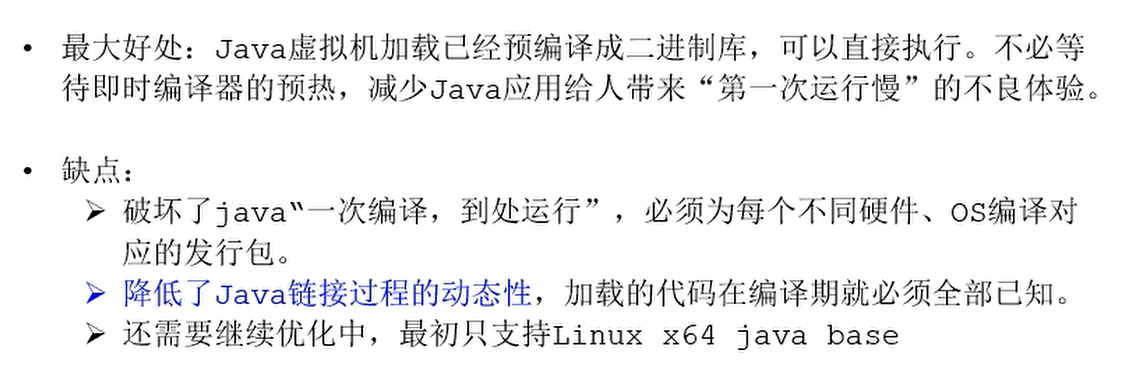 • 最大好处：Java虚拟机加载已经预编译成二进制库，可以直接执行。不必等
待即时编译器的预热，减少Java应用给人带来“第一次运行慢”的不良体验。
• 缺点：
➢ 破坏了java“一次编译，到处运行”，必须为每个不同硬件、OS编译对
应的发行包。
➢ 降低了Java链接过程的动态性，加载的代码在编译期就必须全部已知。
➢ 还需要继续优化中，最初只支持Linux x64 java base